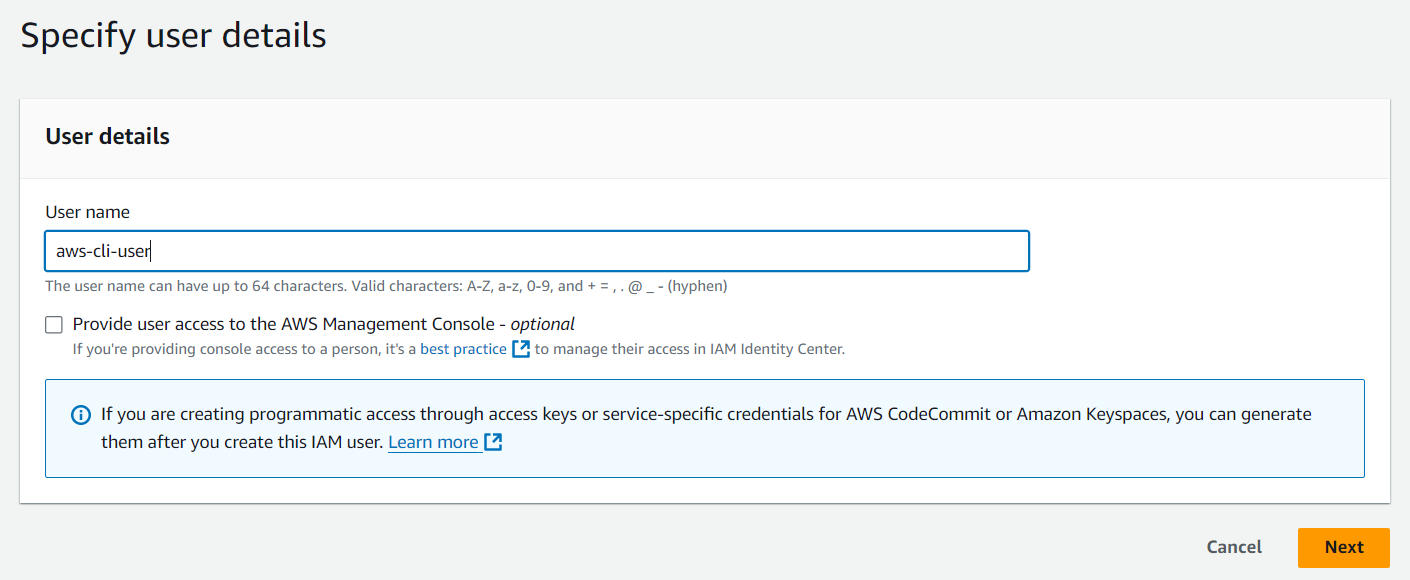 Specify user details
User details
User name
aws-cli-user
The user name can have up to 64 characters. Valid characters: A-Z, a-z, 0-9, and + = , . @ _ - (hyphen)
Provide user access to the AWS Management Console - optional
If you're providing console access to a person, it's a best practice to manage their access in IAM Identity Center.
If you are creating programmatic access through access keys or service-specific credentials for AWS CodeCommit or Amazon Keyspaces, you can generate
them after you create this IAM user. Learn more
Cancel Next